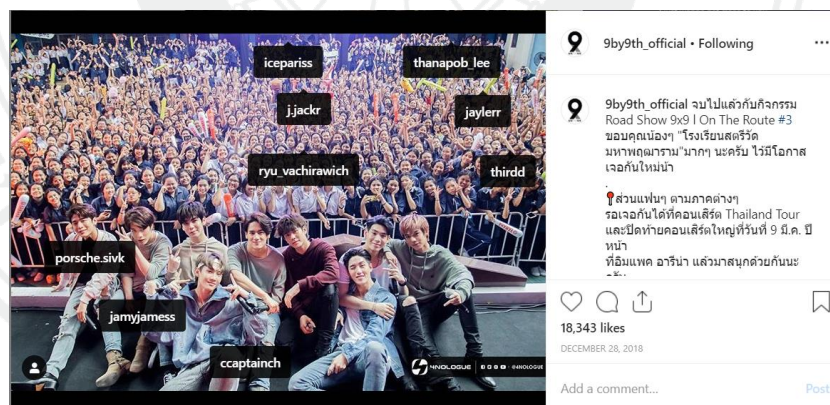 icepariss
thanapob_lee
j.jackr
jaylerr
ryu_vachirawich
thirdd
porsche.sivk
jamyjamess
ccaptainch
4NOLOGUE
9by9th_official • Following
9by9th_official จบไปแล้วกับกิจกรรม
Road Show 9x9 l On The Route #3
ขอบคุณน้องๆ "โรงเรียนสตรีวัด
มหาพฤฒาราม"มากๆ นะครับ ไว้มีโอกาส
เจอกันใหม่น้า
.
ส่วนแฟนๆ ตามภาคต่างๆ
รอเจอกันได้ที่คอนเสิร์ต Thailand Tour
และปิดท้ายคอนเสิร์ตใหญ่ที่วันที่ 9 มี.ค. ปี
หน้า
ที่อิมแพค อารีน่า แล้วมาสนุกด้วยกันนะ
18,343 likes
DECEMBER 28, 2018
Add a comment...
Post